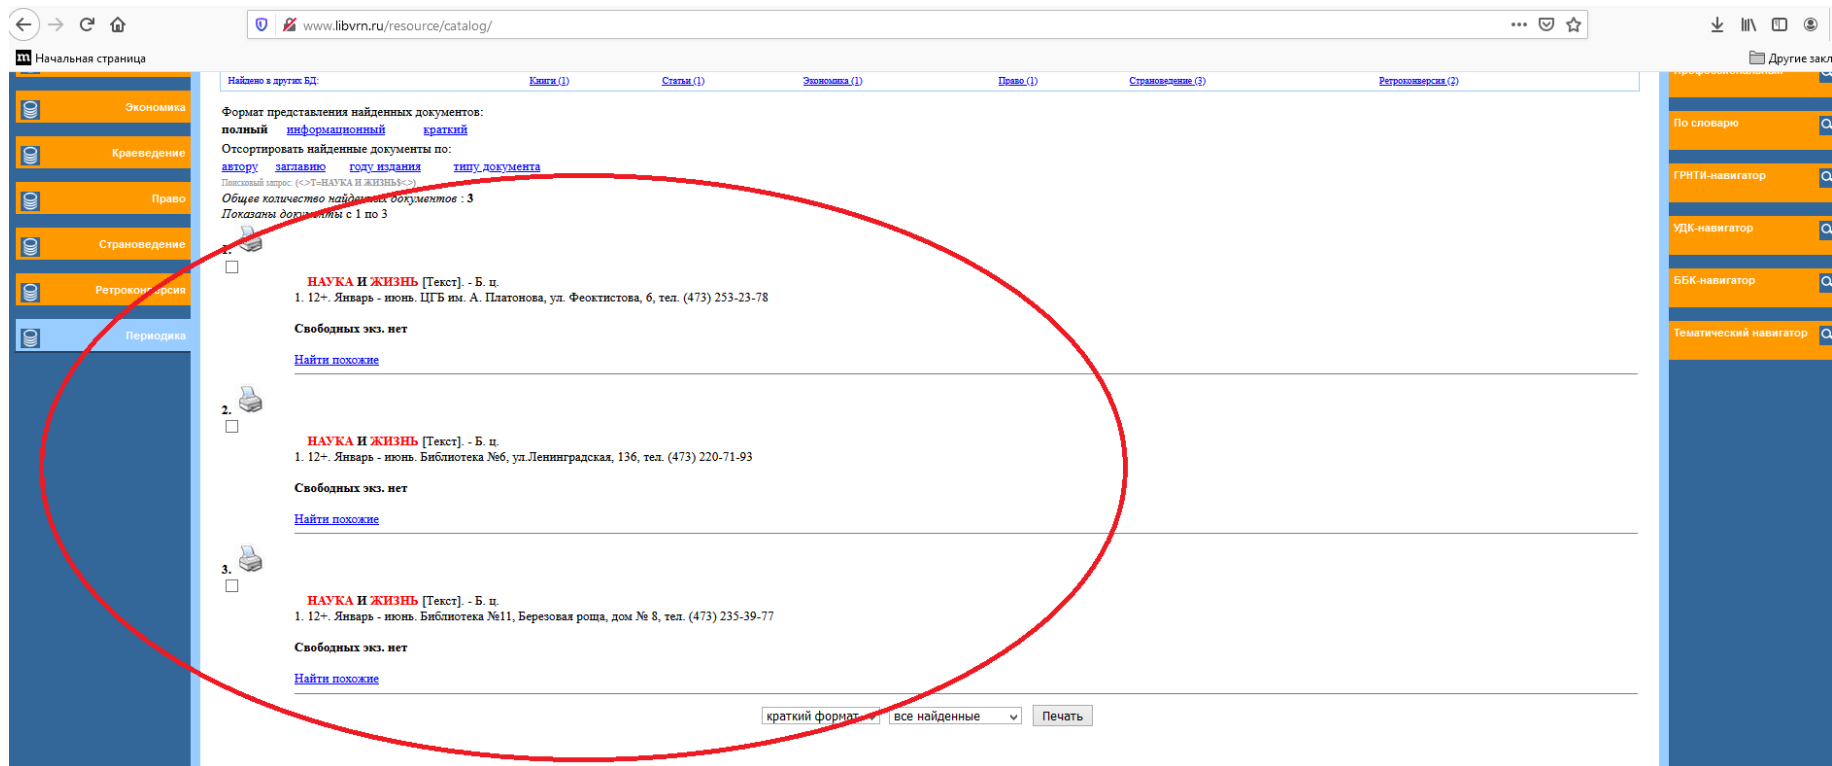 www.libvrn.ru/resource/catalog/
Начальная страница
Другие закл
Найдено в других БД: Книги (1) Статьи (1) Экономика (1) Право (1) Страноведение (3) Ретроконверсия (2)
Экономика
Краеведение
Право
Страноведение
Ретроконверсия
Периодика
Формат представления найденных документов:
полный информационный краткий
Отсортировать найденные документы по:
автору заглавию году издания типу документа
Поисковый запрос: (<>T=НАУКА И ЖИЗНЬ$<>)
Общее количество найденных документов : 3
Показаны документы с 1 по 3
1.
НАУКА И ЖИЗНЬ [Текст]. - Б. ц.
1. 12+. Январь - июнь. ЦГБ им. А. Платонова, ул. Феоктистова, 6, тел. (473) 253-23-78
Свободных экз. нет
Найти похожие
2.
НАУКА И ЖИЗНЬ [Текст]. - Б. ц.
1. 12+. Январь - июнь. Библиотека №6, ул.Ленинградская, 136, тел. (473) 220-71-93
Свободных экз. нет
Найти похожие
3.
НАУКА И ЖИЗНЬ [Текст]. - Б. ц.
1. 12+. Январь - июнь. Библиотека №11, Березовая роща, дом № 8, тел. (473) 235-39-77
Свободных экз. нет
Найти похожие
краткий формат все найденные Печать
По словарю
ГРНТИ-навигатор
УДК-навигатор
ББК-навигатор
Тематический навигатор